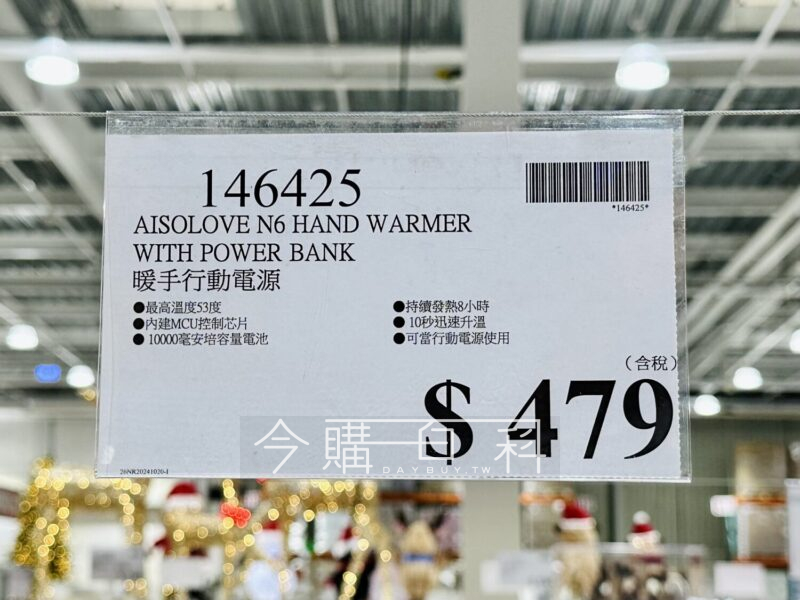 146425
*146425*
AISOLOVE N6 HAND WARMER
WITH POWER BANK
暖手行動電源
●最高溫度53度
●內建MCU控制芯片
●10000毫安培容量電池
●持續發熱8小時
●10秒迅速升溫
●可當行動電源使用
(含稅)
$ 479
今購百科
DAYBUY.TW
26NR20241020-I